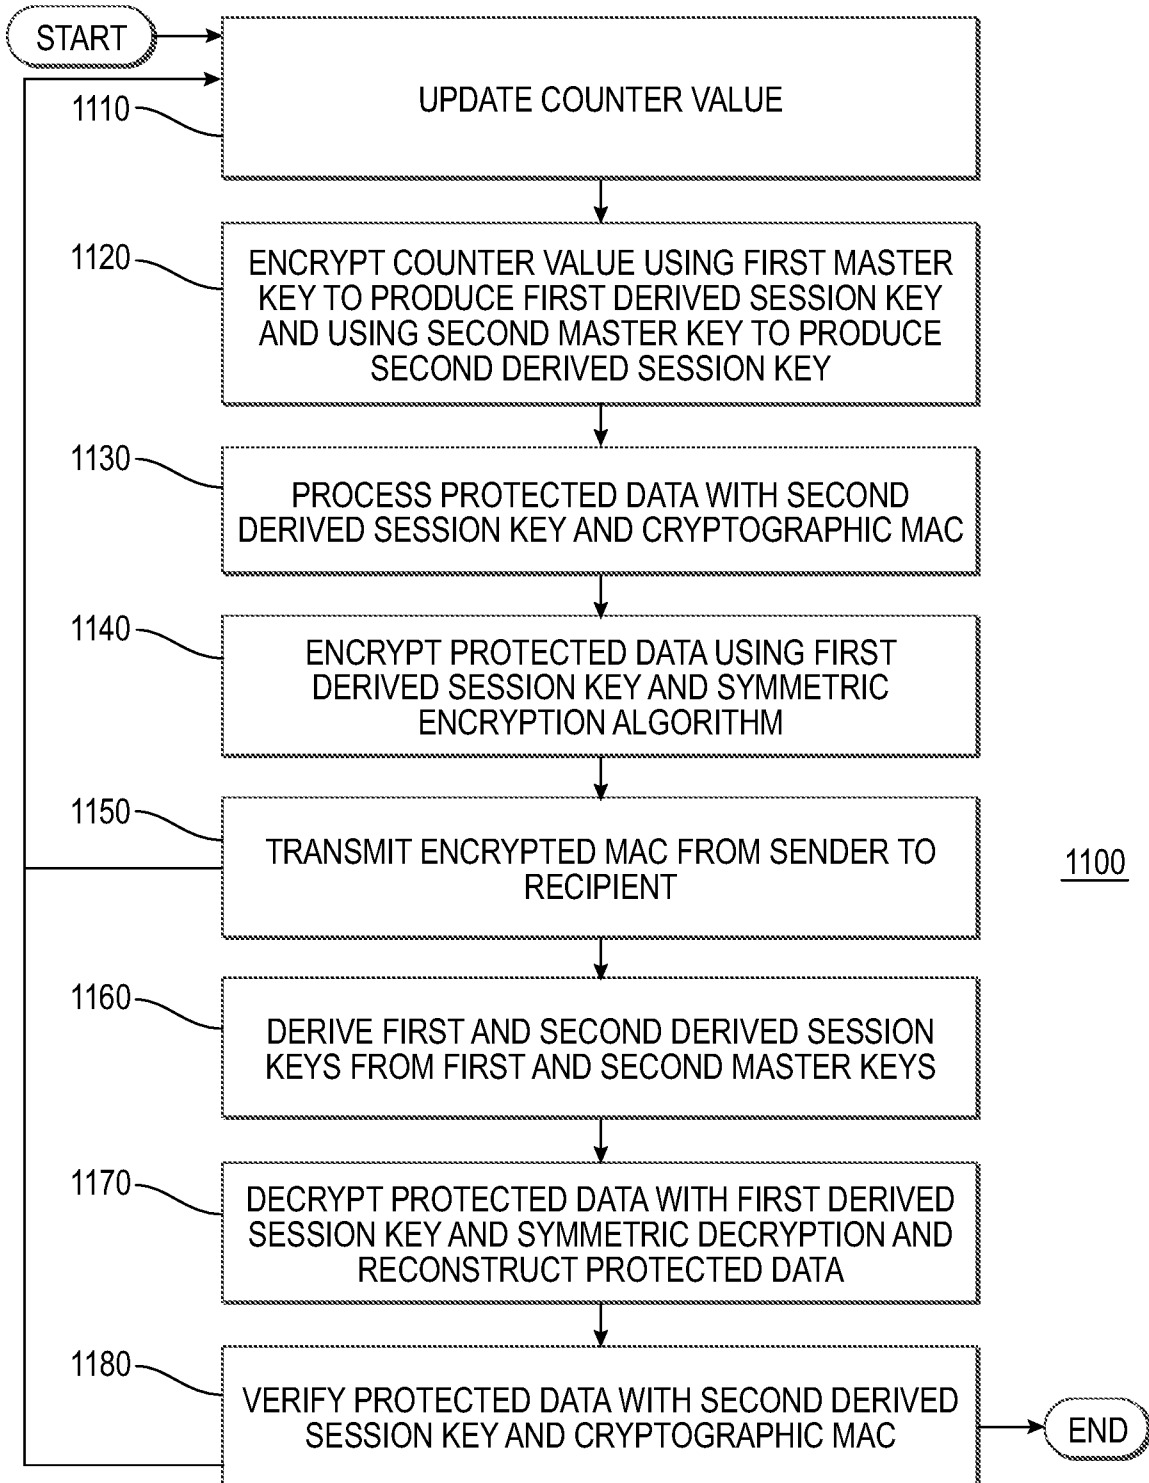 START
1110
UPDATE COUNTER VALUE
1120
ENCRYPT COUNTER VALUE USING FIRST MASTER
KEY TO PRODUCE FIRST DERIVED SESSION KEY
AND USING SECOND MASTER KEY TO PRODUCE
SECOND DERIVED SESSION KEY
1130
PROCESS PROTECTED DATA WITH SECOND
DERIVED SESSION KEY AND CRYPTOGRAPHIC MAC
1140
ENCRYPT PROTECTED DATA USING FIRST
DERIVED SESSION KEY AND SYMMETRIC
ENCRYPTION ALGORITHM
1150
TRANSMIT ENCRYPTED MAC FROM SENDER TO
RECIPIENT
1100
1160
DERIVE FIRST AND SECOND DERIVED SESSION
KEYS FROM FIRST AND SECOND MASTER KEYS
1170
DECRYPT PROTECTED DATA WITH FIRST DERIVED
SESSION KEY AND SYMMETRIC DECRYPTION AND
RECONSTRUCT PROTECTED DATA
1180
VERIFY PROTECTED DATA WITH SECOND DERIVED
SESSION KEY AND CRYPTOGRAPHIC MAC
END